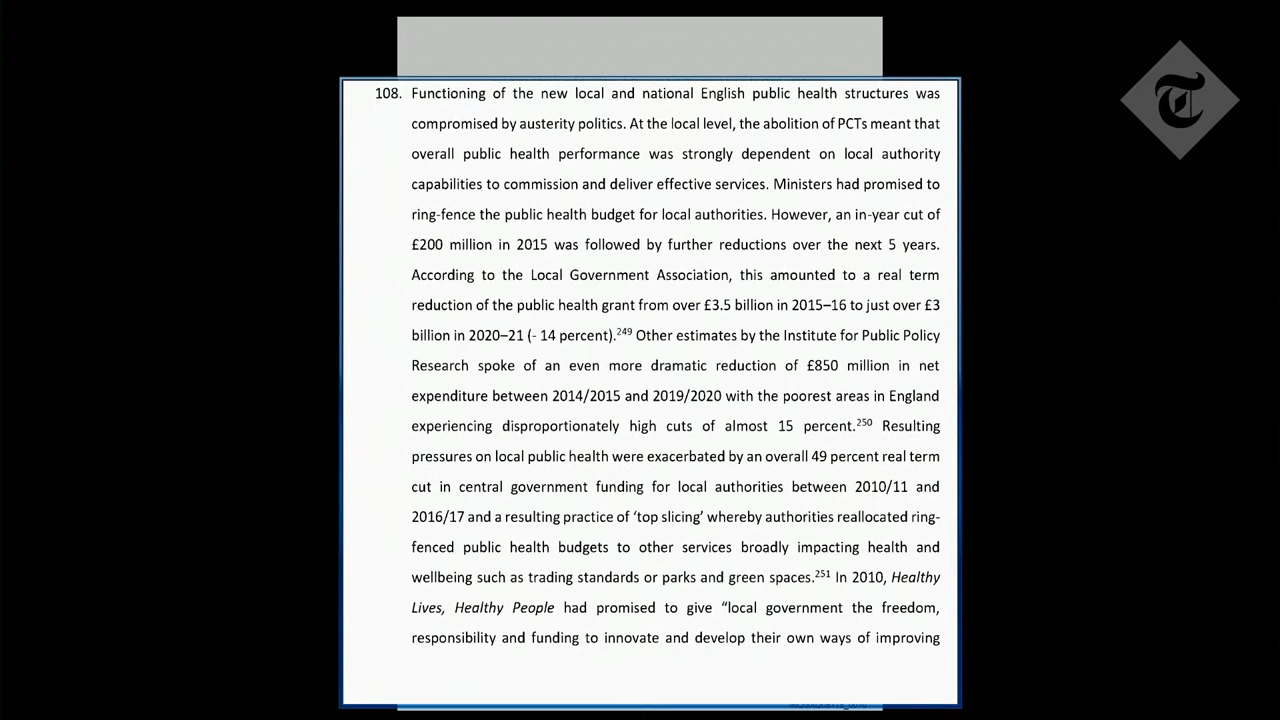 108. Functioning of the new local and national English public health structures was
compromised by austerity politics. At the local level, the abolition of PCTs meant that
overall public health performance was strongly dependent on local authority
capabilities to commission and deliver effective services. Ministers had promised to
ring-fence the public health budget for local authorities. However, an in-year cut of
£200 million in 2015 was followed by further reductions over the next 5 years.
According to the Local Government Association, this amounted to a real term
reduction of the public health grant from over £3.5 billion in 2015–16 to just over £3
billion in 2020–21 (- 14 percent).249 Other estimates by the Institute for Public Policy
Research spoke of an even more dramatic reduction of £850 million in net
expenditure between 2014/2015 and 2019/2020 with the poorest areas in England
experiencing disproportionately high cuts of almost 15 percent.250 Resulting
pressures on local public health were exacerbated by an overall 49 percent real term
cut in central government funding for local authorities between 2010/11 and
2016/17 and a resulting practice of ‘top slicing’ whereby authorities reallocated ring-
fenced public health budgets to other services broadly impacting health and
wellbeing such as trading standards or parks and green spaces.251 In 2010, Healthy
Lives, Healthy People had promised to give “local government the freedom,
responsibility and funding to innovate and develop their own ways of improving
T